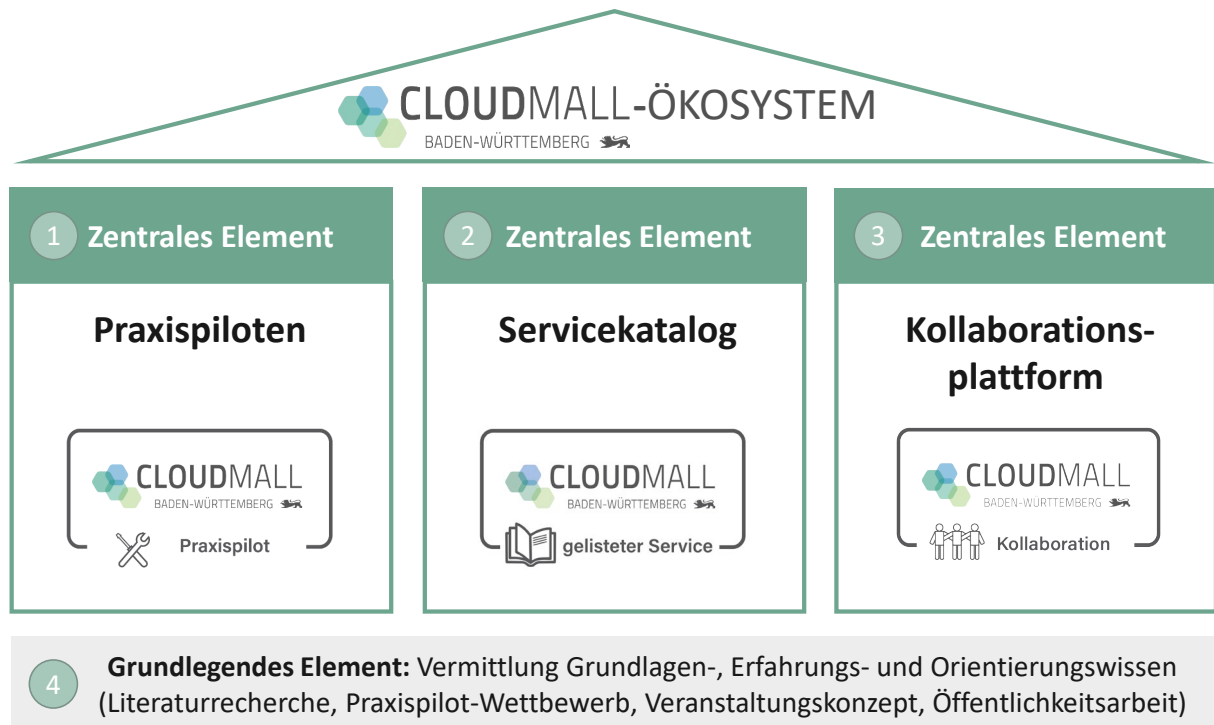 CLOUDMALL-ÖKOSYSTEM
BADEN-WÜRTTEMBERG
1 Zentrales Element
Praxispiloten
CLOUDMALL
BADEN-WÜRTTEMBERG
Praxispilot
2 Zentrales Element
Servicekatalog
CLOUDMALL
BADEN-WÜRTTEMBERG
gelisteter Service
3 Zentrales Element
Kollaborations-
plattform
CLOUDMALL
BADEN-WÜRTTEMBERG
Kollaboration
4
Grundlegendes Element: Vermittlung Grundlagen-, Erfahrungs- und Orientierungswissen
(Literaturrecherche, Praxispilot-Wettbewerb, Veranstaltungskonzept, Öffentlichkeitsarbeit)